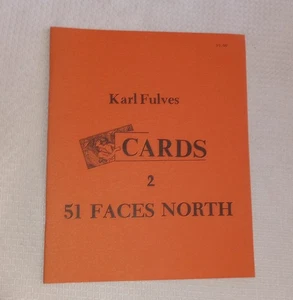 Karl Fulves
CARDS
2
51 FACES NORTH